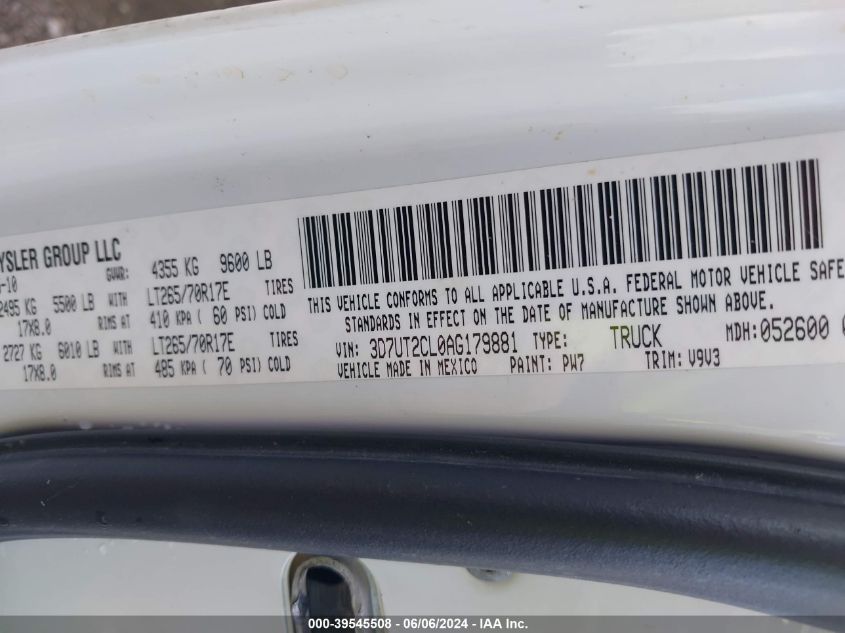 YSLER GROUP LLC
-10 GVWR: 4355 KG 9600 LB
2495 KG 5500 LB WITH LT265/70R17E TIRES
17X8.0 RIMS AT 410 KPA ( 60 PSI) COLD
2727 KG 6010 LB WITH LT265/70R17E TIRES
17X8.0 RIMS AT 485 KPA ( 70 PSI) COLD
THIS VEHICLE CONFORMS TO ALL APPLICABLE U.S.A. FEDERAL MOTOR VEHICLE SAFE
STANDARDS IN EFFECT ON THE DATE OF MANUFACTURE SHOWN ABOVE.
VIN: 3D7UT2CL0AG179881 TYPE: TRUCK MDH:052600
VEHICLE MADE IN MEXICO PAINT: PW7 TRIM: V9V3
000-39545508 - 06/06/2024 - IAA Inc.